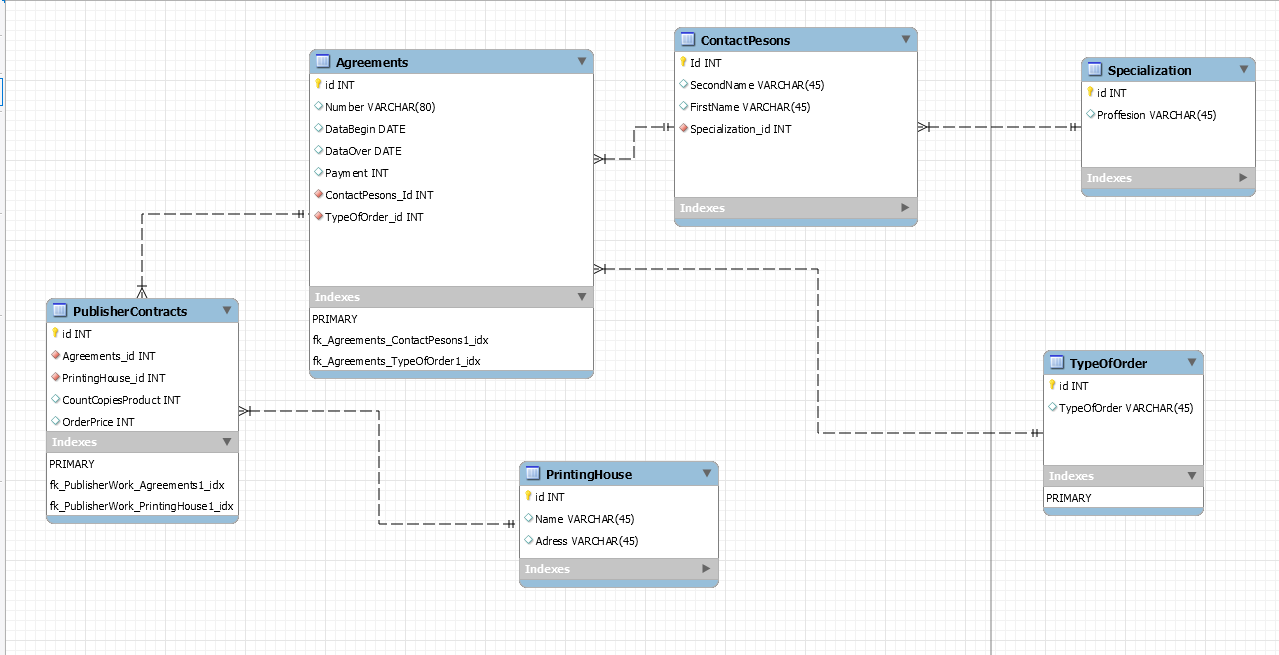 Agreements
id INT
Number VARCHAR(80)
DataBegin DATE
DataOver DATE
Payment INT
ContactPesons_Id INT
TypeOfOrder_id INT
Indexes
PRIMARY
fk_Agreements_ContactPesons1_idx
fk_Agreements_TypeOfOrder1_idx
ContactPesons
Id INT
SecondName VARCHAR(45)
FirstName VARCHAR(45)
Specialization_id INT
Indexes
Specialization
id INT
Proffesion VARCHAR(45)
Indexes
PublisherContracts
id INT
Agreements_id INT
PrintingHouse_id INT
CountCopiesProduct INT
OrderPrice INT
Indexes
PRIMARY
fk_PublisherWork_Agreements1_idx
fk_PublisherWork_PrintingHouse1_idx
PrintingHouse
id INT
Name VARCHAR(45)
Adress VARCHAR(45)
Indexes
TypeOfOrder
id INT
TypeOfOrder VARCHAR(45)
Indexes
PRIMARY